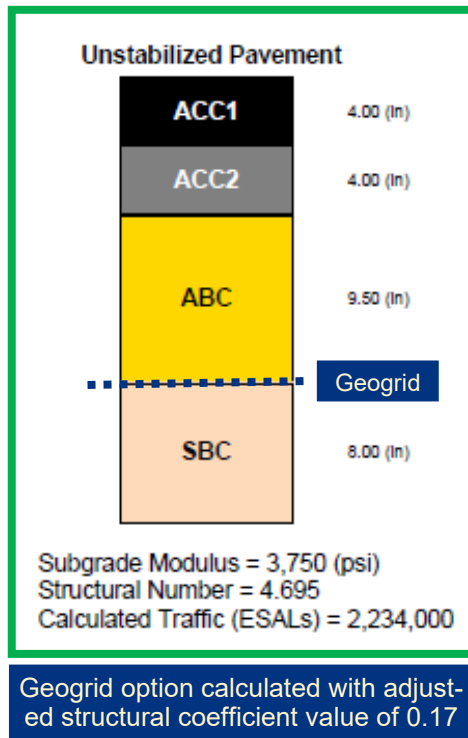 Unstabilized Pavement
ACC1 4.00 (in)
ACC2 4.00 (in)
ABC 9.50 (in)
Geogrid
SBC 8.00 (in)
Subgrade Modulus = 3,750 (psi)
Structural Number = 4.695
Calculated Traffic (ESALs) = 2,234,000
Geogrid option calculated with adjust-
ed structural coefficient value of 0.17